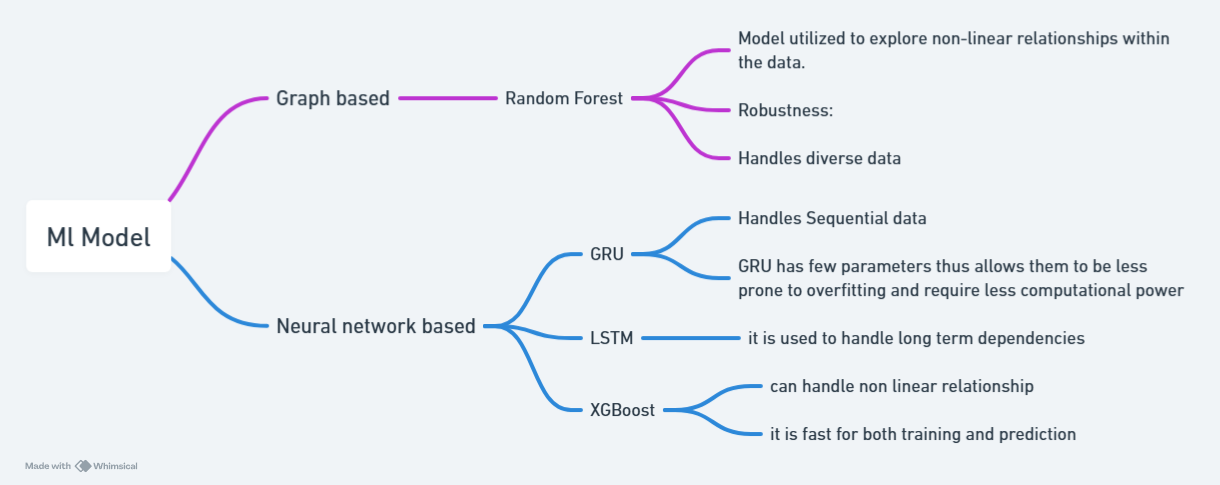 Ml Model
Graph based
Random Forest
Model utilized to explore non-linear relationships within
the data.
Robustness:
Handles diverse data
Neural network based
GRU
Handles Sequential data
GRU has few parameters thus allows them to be less
prone to overfitting and require less computational power
LSTM
it is used to handle long term dependencies
XGBoost
can handle non linear relationship
it is fast for both training and prediction
Made with Whimsical